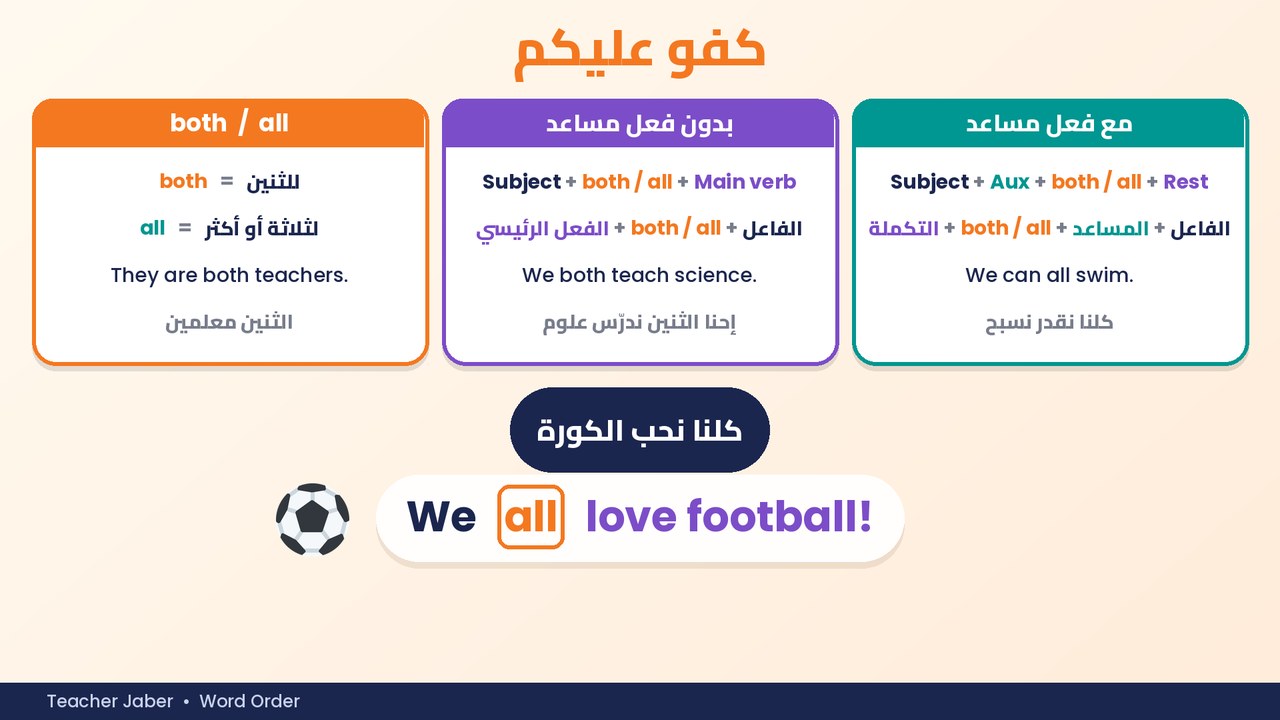 كفو عليكم
both / all
both = للثنين
all = لثلاثة أو أكثر
They are both teachers.
الثنين معلمين
بدون فعل مساعد
Subject + both / all + Main verb
الفاعل + both / all + الفعل الرئيسي
We both teach science.
إحنا الثنين ندرّس علوم
مع فعل مساعد
Subject + Aux + both / all + Rest
الفاعل + المساعد + both / all + التكملة
We can all swim.
كلنا نقدر نسبح
كلنا نحب الكورة
We all love football!
Teacher Jaber • Word Order